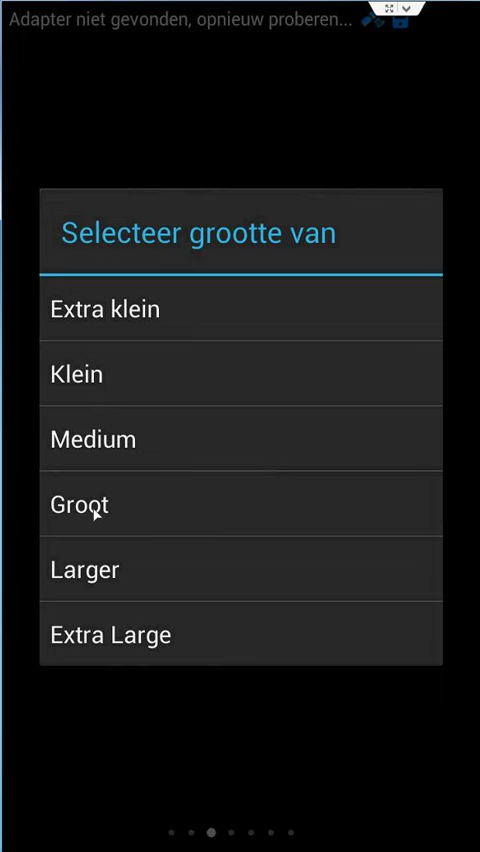 Adapter niet gevonden, opnieuw proberen...
Selecteer grootte van
Extra klein
Klein
Medium
Groot
Larger
Extra Large